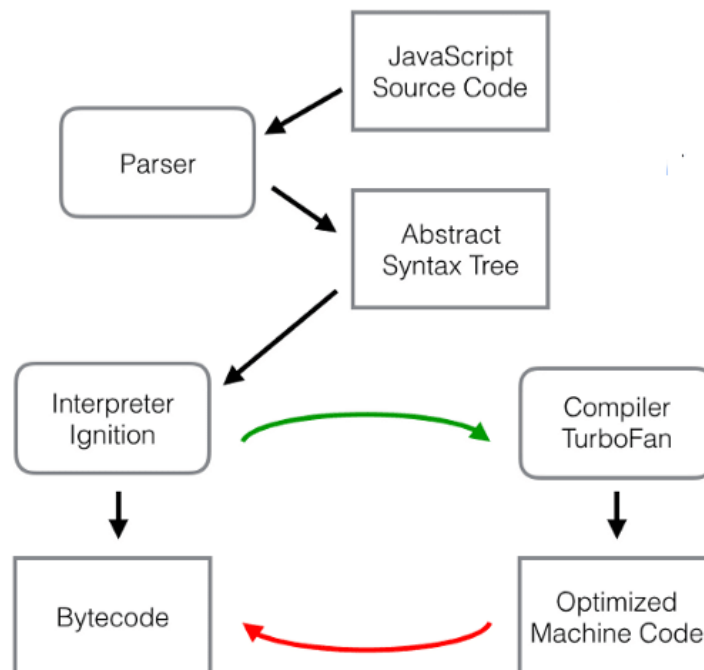 JavaScript
Source Code
Parser
Abstract
Syntax Tree
Interpreter
Ignition
Compiler
TurboFan
Bytecode
Optimized
Machine Code